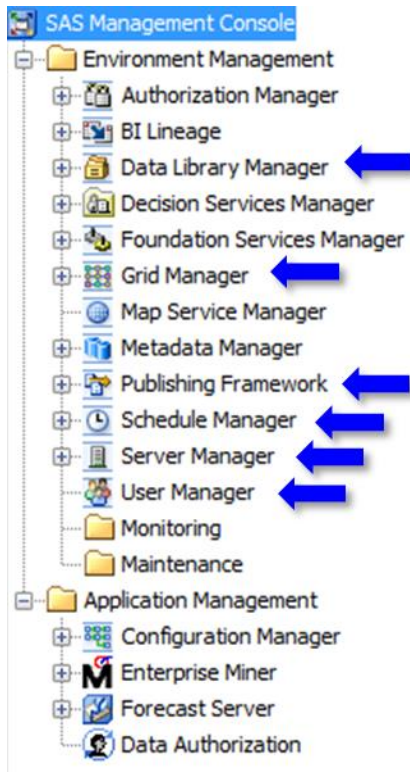 SAS Management Console
Environment Management
Authorization Manager
BI Lineage
Data Library Manager
Decision Services Manager
Foundation Services Manager
Grid Manager
Map Service Manager
Metadata Manager
Publishing Framework
Schedule Manager
Server Manager
User Manager
Monitoring
Maintenance
Application Management
Configuration Manager
Enterprise Miner
Forecast Server
Data Authorization